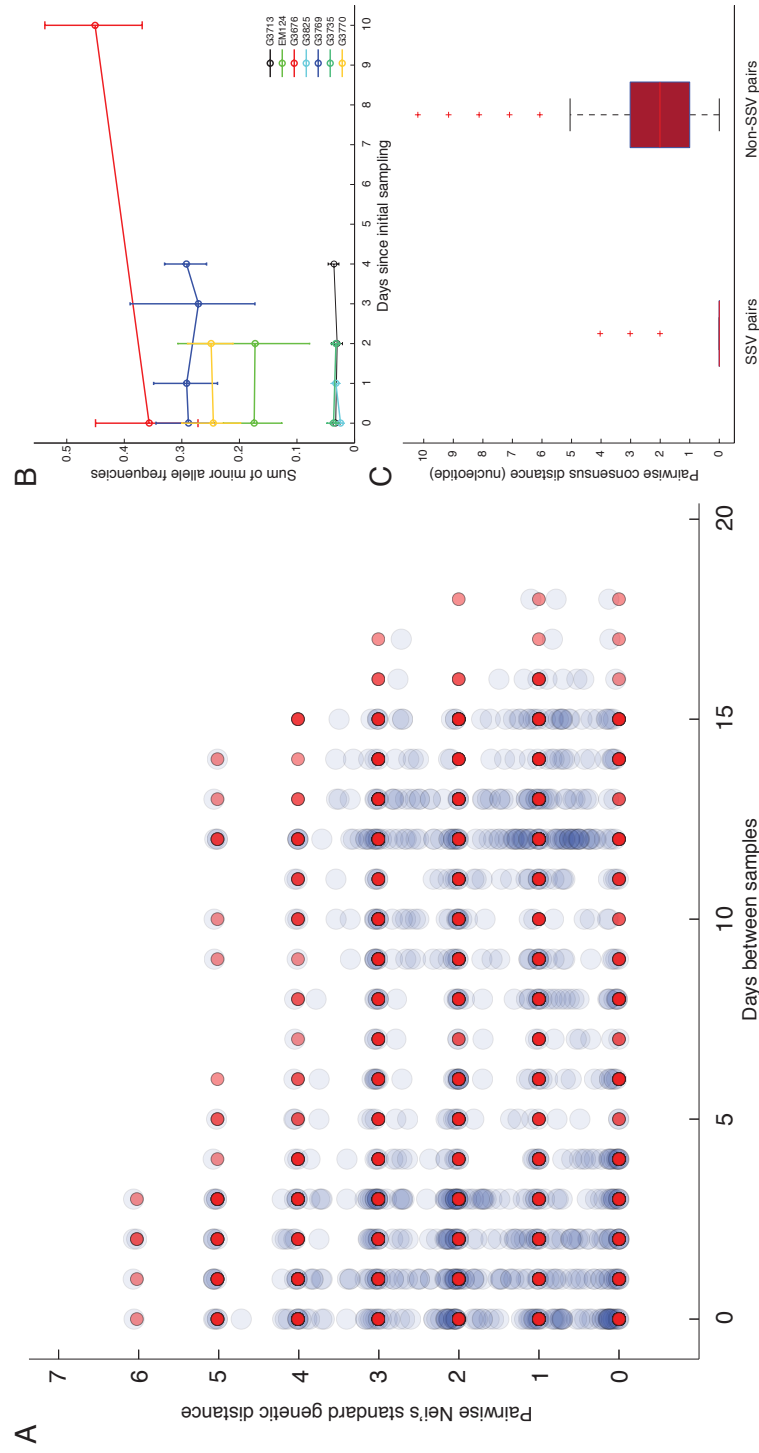 A
Pairwise Nei's standard genetic distance
7
6
5
4
3
2
1
0
0
5
10
15
20
Days between samples
B
Sum of minor allele frequencies
0.5
0.4
0.3
0.2
0.1
0
0
1
2
3
4
5
6
7
8
9
10
Days since initial sampling
G3713
EM124
G3676
G3825
G3769
G3735
G3770
C
Pairwise consensus distance (nucleotide)
10
9
8
7
6
5
4
3
2
1
0
SSV pairs
Non-SSV pairs